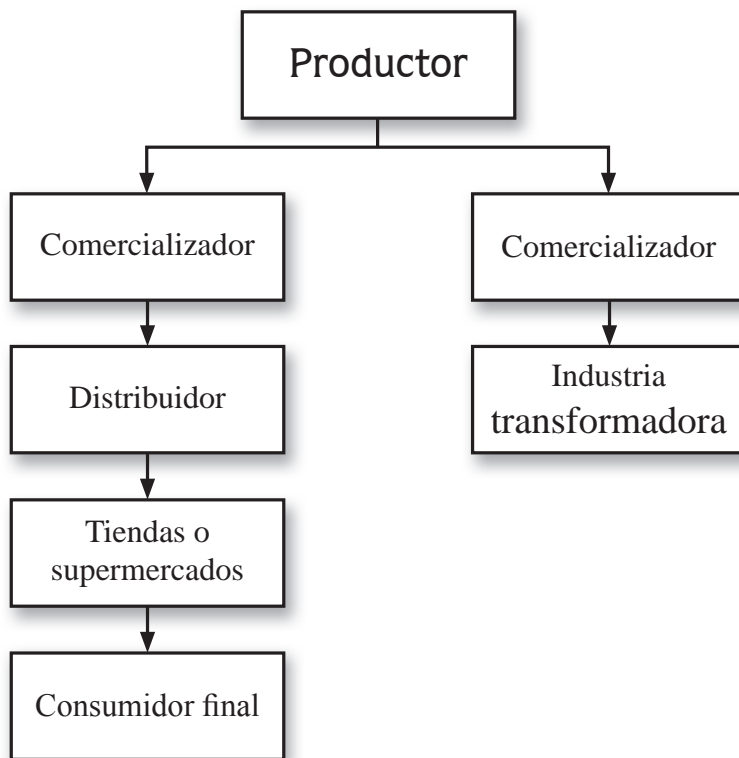 Productor
Comercializador
Distribuidor
Tiendas o
supermercados
Consumidor final
Comercializador
Industria
transformadora